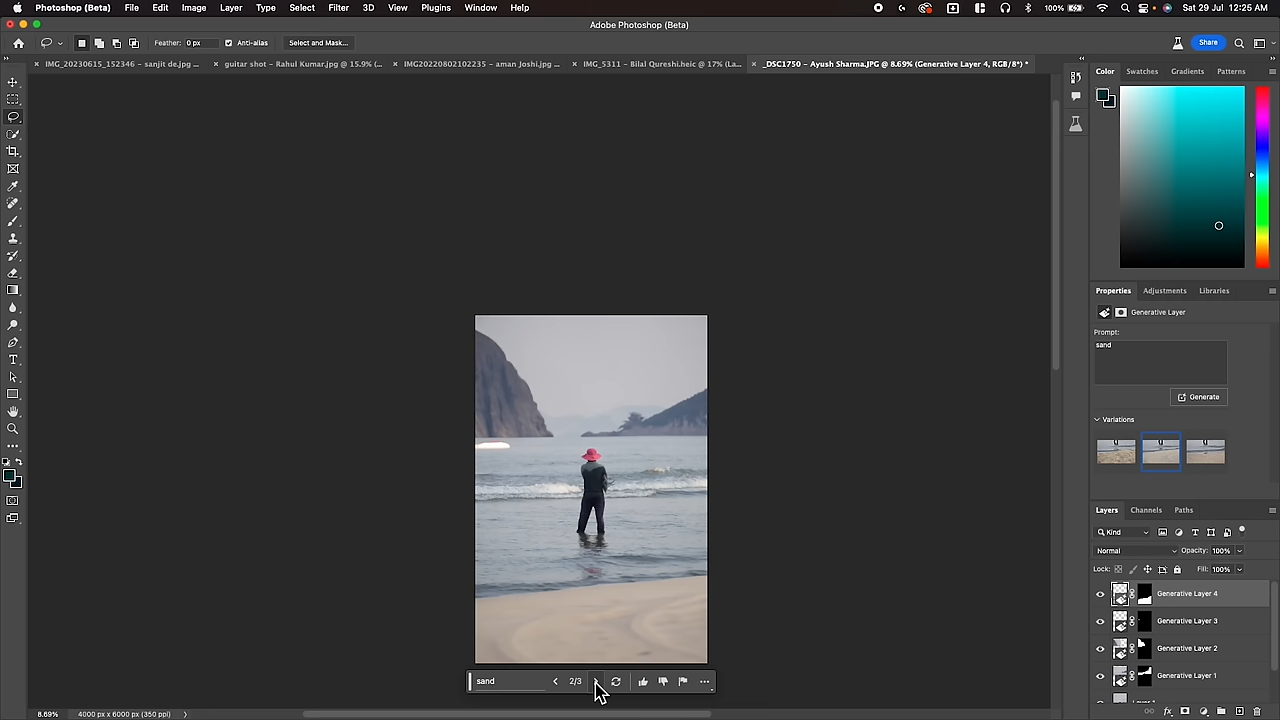 Photoshop (Beta) File Edit Image Layer Type Select Filter 3D View Plugins Window Help 100% Sat 29 Jul 12:25 AM
Adobe Photoshop (Beta)
Feather: 0 px Anti-alias Select and Mask... Share
IMG_20230615_152346 - sanjit de.jpg ... guitar shot - Rahul Kumar.jpg @ 15.9% (... IMG20220802102235 - aman Joshi.jpg ... IMG_5311 - Bilal Qureshi.heic @ 17% (La... _DSC1750 - Ayush Sharma.JPG @ 8.69% (Generative Layer 4, RGB/8*) *
Color Swatches Gradients Patterns
Properties Adjustments Libraries
Generative Layer
Prompt:
sand
Generate
Variations
Layers Channels Paths
Kind
Normal Opacity: 100%
Lock: Fill: 100%
Generative Layer 4
Generative Layer 3
Generative Layer 2
Generative Layer 1
sand 2/3
8.69% 4000 px x 6000 px (350 ppi)